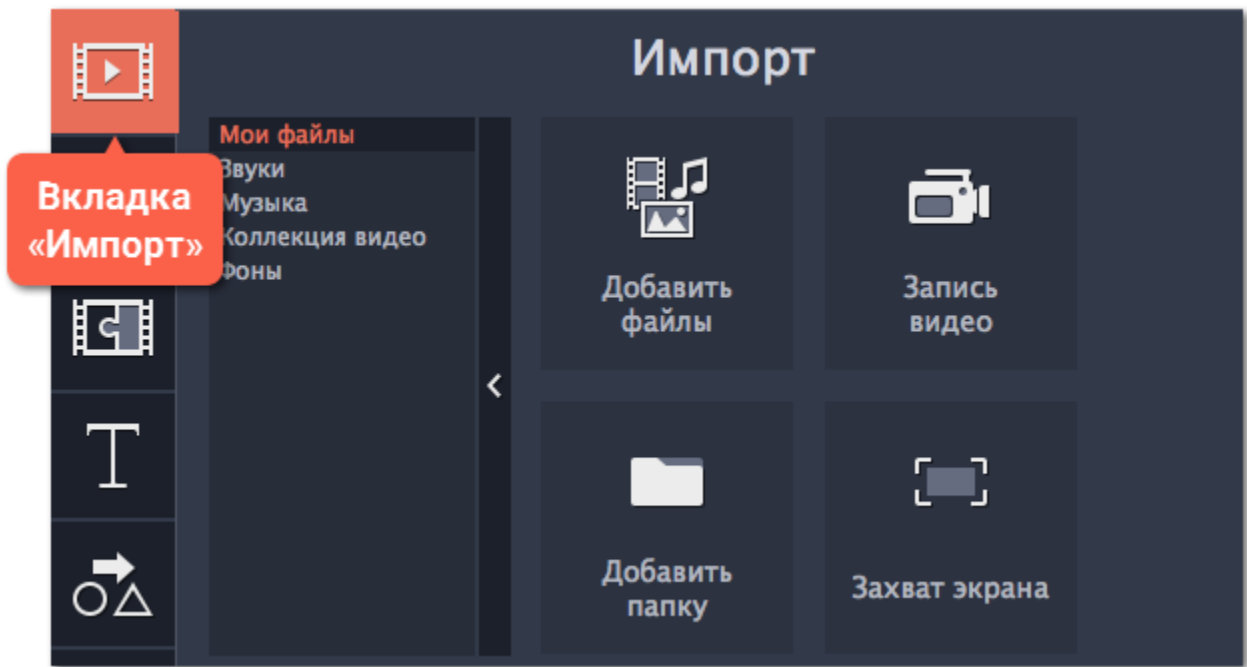 Импорт
Вкладка
«Импорт»
Мои файлы
Звуки
Музыка
Коллекция видео
Фоны
Добавить
файлы
Запись
видео
Добавить
папку
Захват экрана